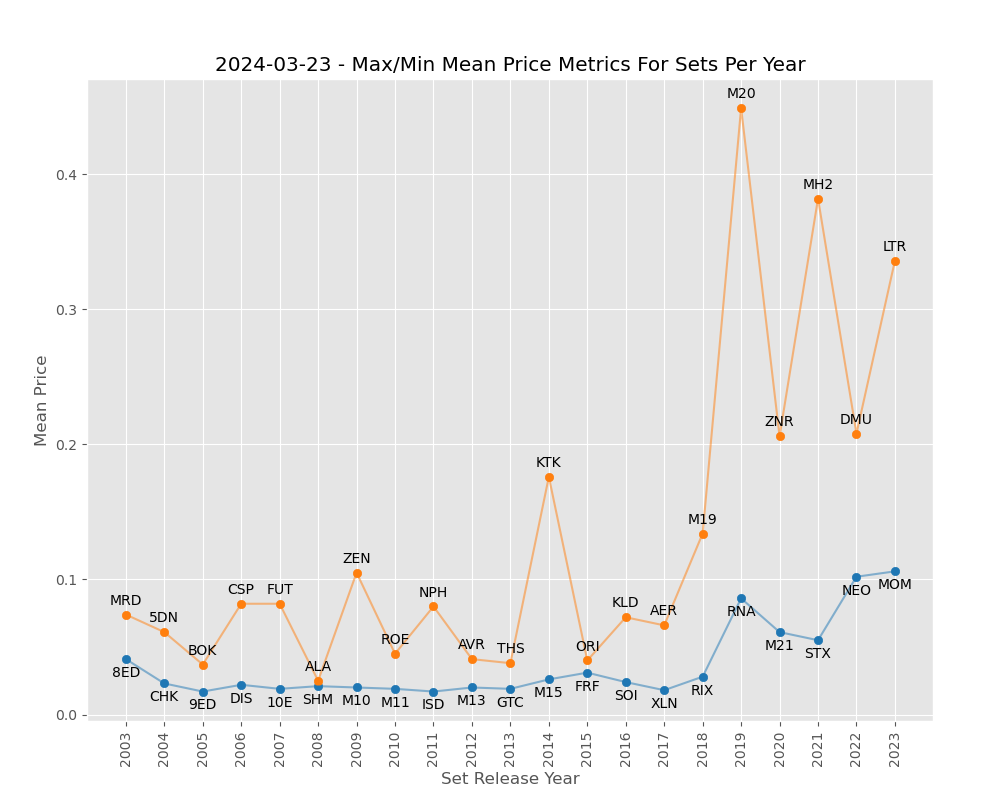 2024-03-23 - Max/Min Mean Price Metrics For Sets Per Year
Mean Price
0.4
0.3
0.2
0.1
0.0
M20
MH2
LTR
KTK
ZNR
DMU
M19
ZEN
MRD
5DN
BOK
CSP
FUT
ALA
ROE
NPH
AVR
THS
ORI
KLD
AER
8ED
CHK
9ED
DIS
10E
SHM
M10
M11
ISD
M13
GTC
M15
FRF
SOI
XLN
RIX
RNA
M21
STX
NEO
MOM
2003
2004
2005
2006
2007
2008
2009
2010
2011
2012
2013
2014
2015
2016
2017
2018
2019
2020
2021
2022
2023
Set Release Year